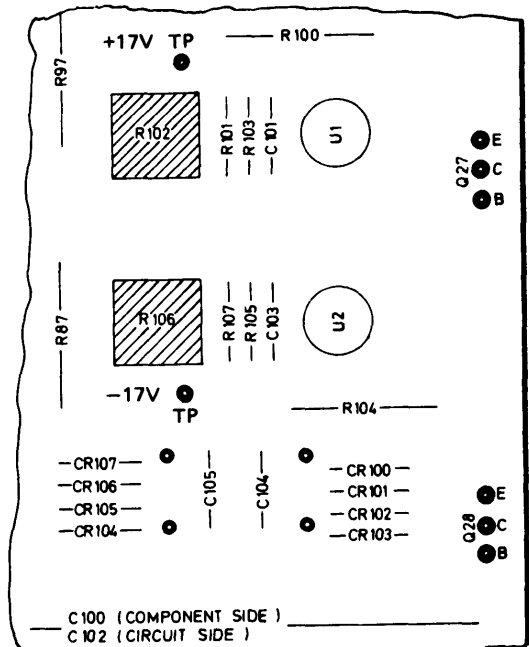 +17V TP
R100
R97
R102
R101
R103
C101
U1
E
C
B
Q27
R87
R106
R107
R105
C103
U2
-17V
TP
R104
CR107
CR106
CR105
CR104
C105
C104
CR100
CR101
CR102
CR103
E
C
B
Q28
C100 (COMPONENT SIDE)
C102 (CIRCUIT SIDE)